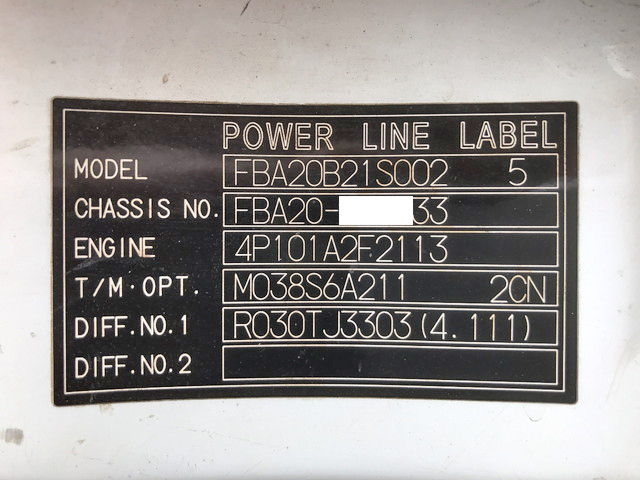 POWER LINE LABEL
MODEL FBA20B21S002 5
CHASSIS NO. FBA20- 33
ENGINE 4P101A2F2113
T/M·OPT. M038S6A211 2CN
DIFF.NO.1 R030TJ3303(4.111)
DIFF.NO.2